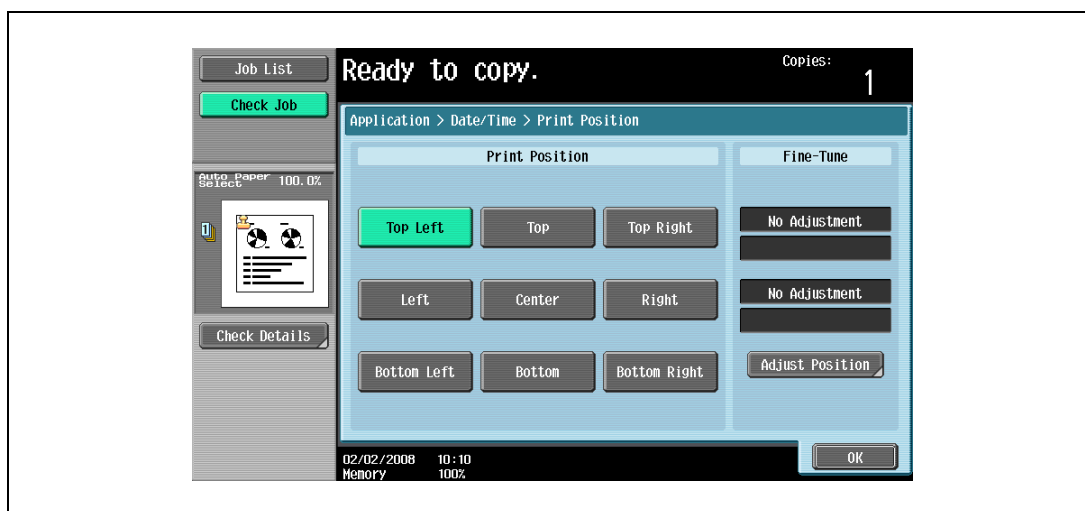 Job List
Check Job
Auto Paper
Select 100.0%
1
Check Details
Ready to copy.
Copies:
1
Application > Date/Time > Print Position
Print Position
Top Left Top Top Right
Left Center Right
Bottom Left Bottom Bottom Right
Fine-Tune
No Adjustment
No Adjustment
Adjust Position
02/02/2008 10:10
Memory 100%
OK